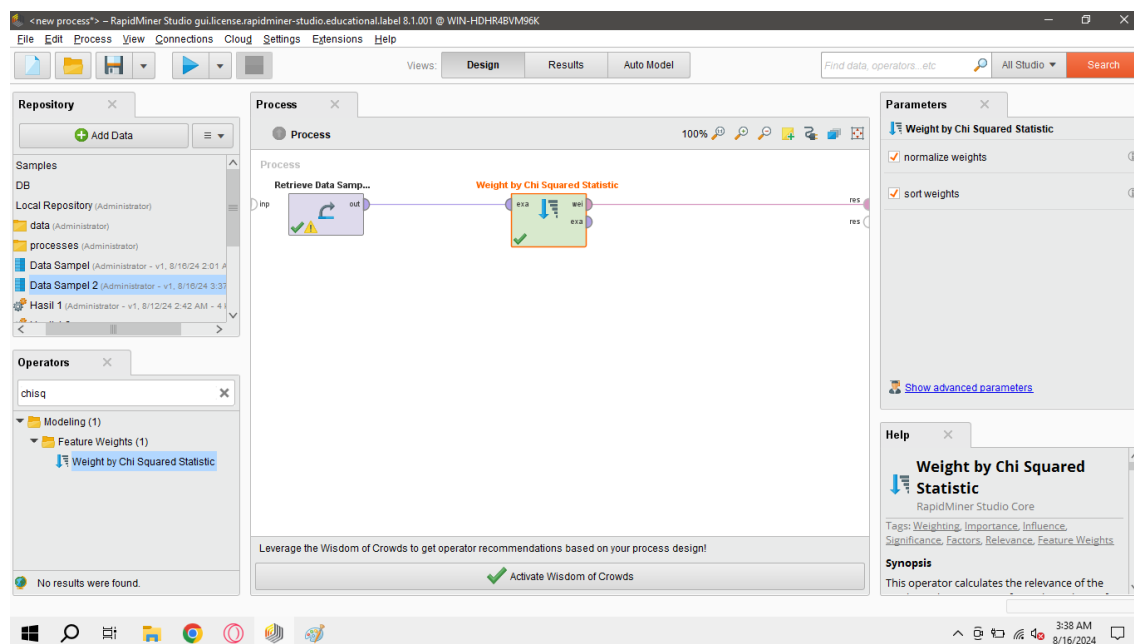 <new process*> – RapidMiner Studio gui.license.rapidminer-studio.educational.label 8.1.001 @ WIN-HDHR4BVM96K
File Edit Process View Connections Cloud Settings Extensions Help
Views: Design Results Auto Model
Find data, operators...etc All Studio Search
Repository
Add Data
Samples
DB
Local Repository (Administrator)
data (Administrator)
processes (Administrator)
Data Sampel (Administrator - v1, 8/16/24 2:01 A
Data Sampel 2 (Administrator - v1, 8/16/24 3:37
Hasil 1 (Administrator - v1, 8/12/24 2:42 AM - 4
Operators
chisq
Modeling (1)
Feature Weights (1)
Weight by Chi Squared Statistic
No results were found.
Process
Process
100%
Process
Retrieve Data Samp...
inp
out
Weight by Chi Squared Statistic
exa
wei
exa
res
res
Leverage the Wisdom of Crowds to get operator recommendations based on your process design!
Activate Wisdom of Crowds
Parameters
Weight by Chi Squared Statistic
normalize weights
sort weights
Show advanced parameters
Help
Weight by Chi Squared
Statistic
RapidMiner Studio Core
Tags: Weighting, Importance, Influence,
Significance, Factors, Relevance, Feature Weights
Synopsis
This operator calculates the relevance of the
3:38 AM
8/16/2024